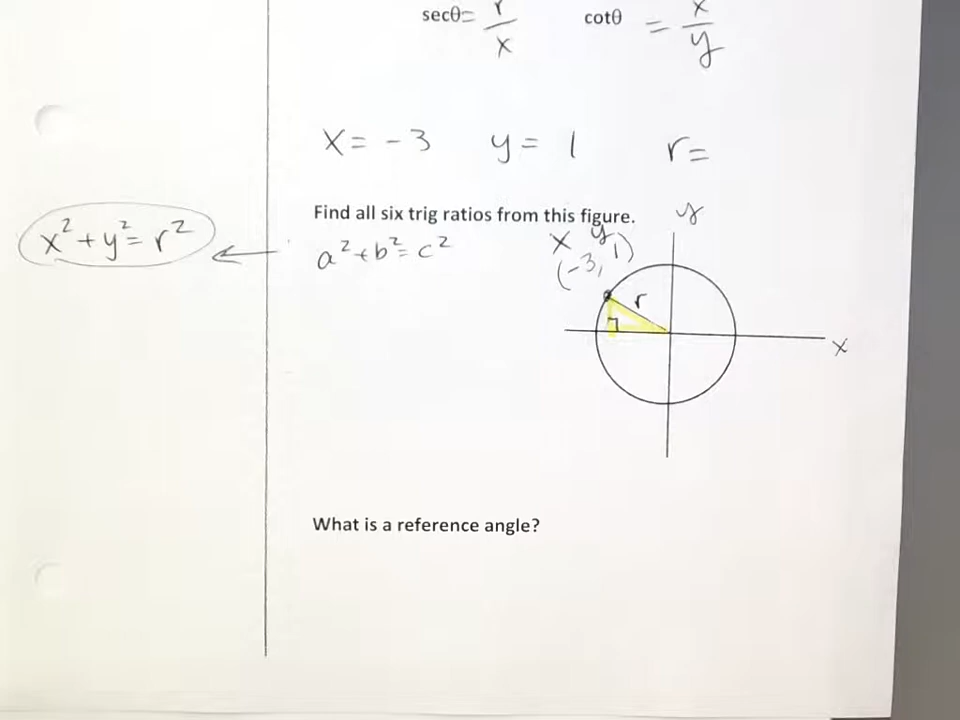 secθ= r/x cotθ = x/y
x = -3 y = 1 r =
Find all six trig ratios from this figure.
x² + y² = r² a² + b² = c²
y
x y
(-3, 1)
r
x
What is a reference angle?